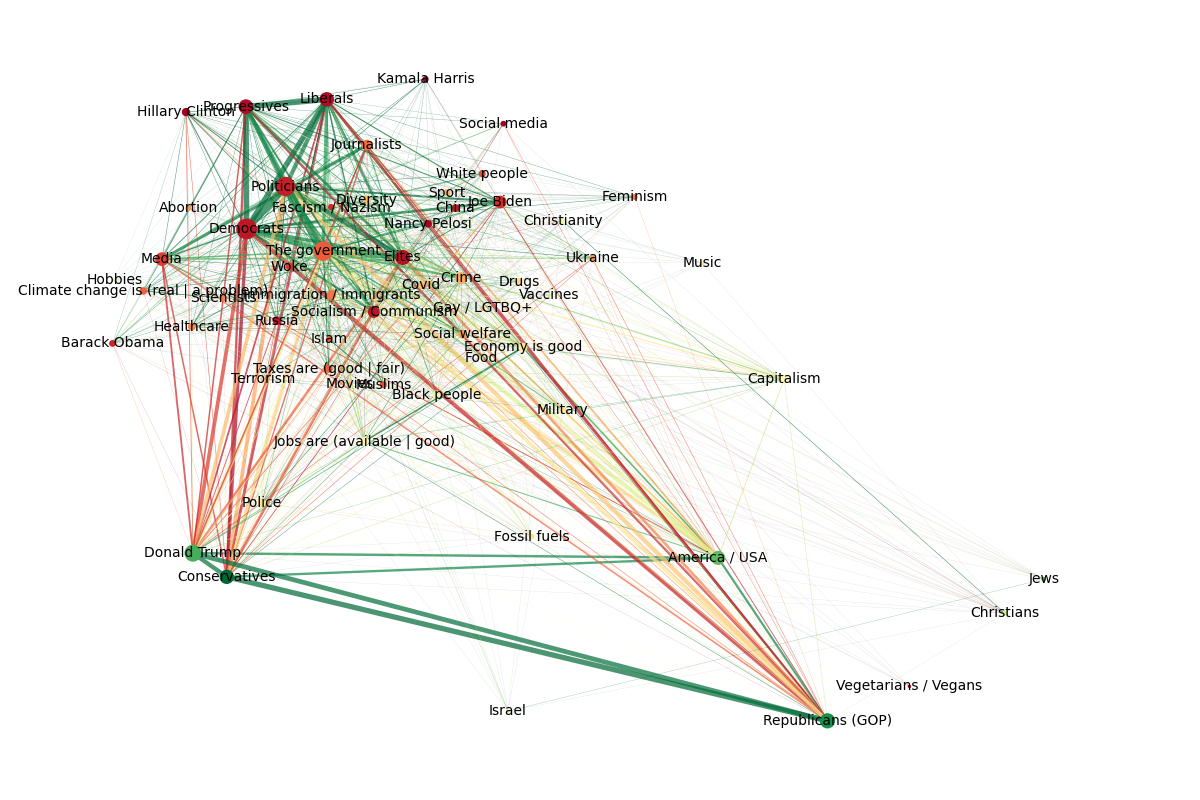 Kamala Harris
Liberals
Progressives
Hillary Clinton
Social media
Journalists
White people
Politicians
Sport
Feminism
Diversity
Joe Biden
Abortion
Fascism / Nazism
China
Christianity
Nancy Pelosi
Democrats
The government
Elites
Media
Ukraine
Music
Woke
Hobbies
Crime
Drugs
Covid
Climate change is (real | a problem)
Scientists
Immigration / Immigrants
Vaccines
Gay / LGTBQ+
Socialism / Communism
Russia
Healthcare
Social welfare
Islam
Barack Obama
Economy is good
Food
Taxes are (good | fair)
Terrorism
Capitalism
Movies
Muslims
Black people
Military
Jobs are (available | good)
Police
Fossil fuels
Donald Trump
America / USA
Conservatives
Jews
Christians
Vegetarians / Vegans
Israel
Republicans (GOP)